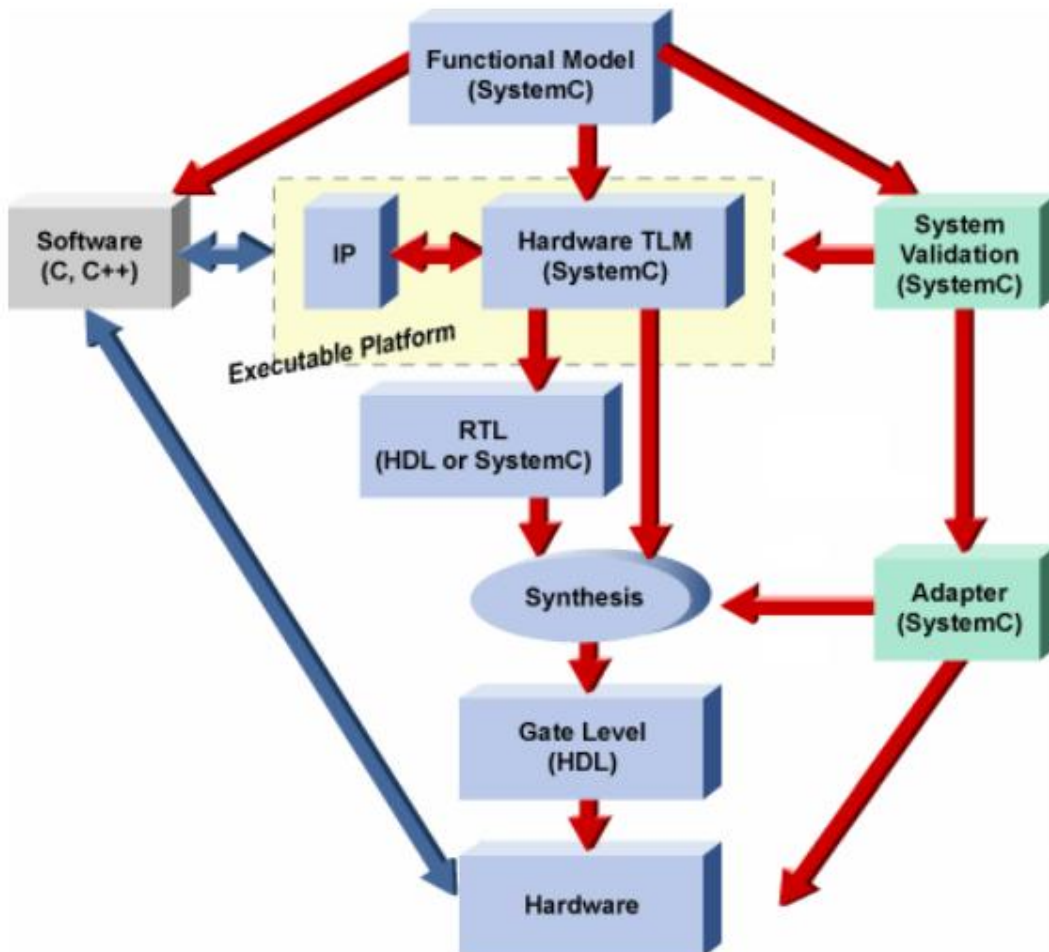 Functional Model
(SystemC)
Software
(C, C++)
IP
Hardware TLM
(SystemC)
System
Validation
(SystemC)
Executable Platform
RTL
(HDL or SystemC)
Synthesis
Adapter
(SystemC)
Gate Level
(HDL)
Hardware